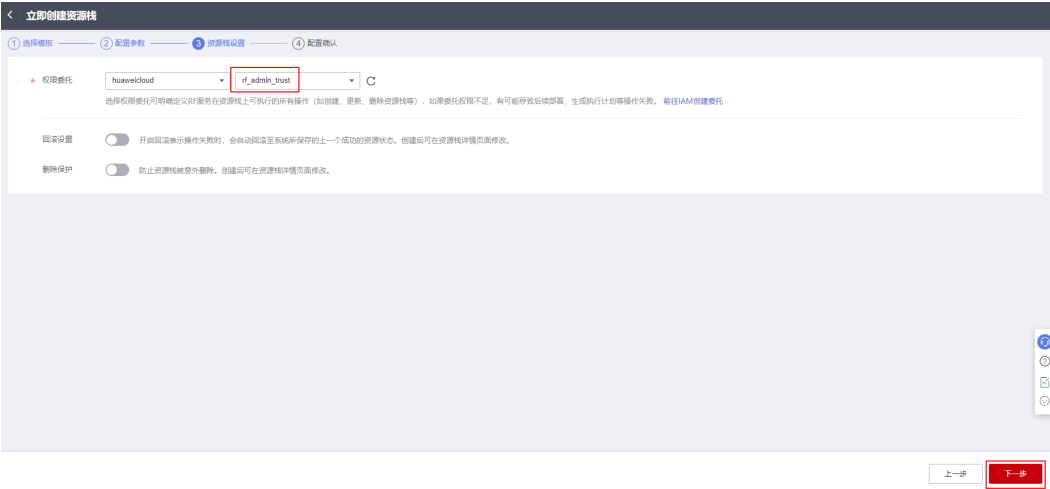 立即创建资源栈
1 选择模板 2 配置参数 3 资源栈设置 4 配置确认
* 权限委托 huaweicloud rf_admin_trust
选择权限委托可明确定义RF服务在资源栈上可执行的所有操作（如创建、更新、删除资源栈等），如果委托权限不足，有可能导致后续部署、生成执行计划等操作失败。 前往IAM创建委托
回滚设置 开启回滚表示操作失败时，会自动回滚至系统所保存的上一个成功的资源状态。创建后可在资源栈详情页面修改。
删除保护 防止资源栈被意外删除。创建后可在资源栈详情页面修改。
上一步 下一步